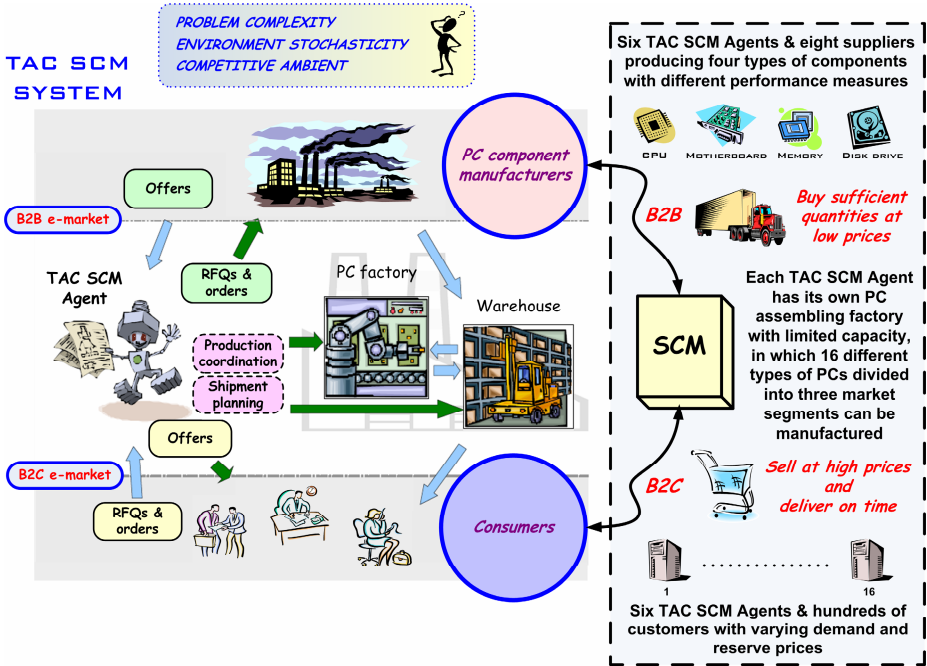 PROBLEM COMPLEXITY
ENVIRONMENT STOCHASTICITY
COMPETITIVE AMBIENT
?
TAC SCM
SYSTEM
Offers
B2B e-market
PC component
manufacturers
RFQs &
orders
TAC SCM
Agent
PC factory
Warehouse
Production
coordination
Shipment
planning
Offers
B2C e-market
RFQs &
orders
Consumers
Six TAC SCM Agents & eight suppliers
producing four types of components
with different performance measures
CPU
MOTHERBOARD
MEMORY
DISK DRIVE
B2B
Buy sufficient
quantities at
low prices
SCM
Each TAC SCM Agent
has its own PC
assembling factory
with limited capacity,
in which 16 different
types of PCs divided
into three market
segments can be
manufactured
B2C
Sell at high prices
and
deliver on time
1
16
Six TAC SCM Agents & hundreds of
customers with varying demand and
reserve prices